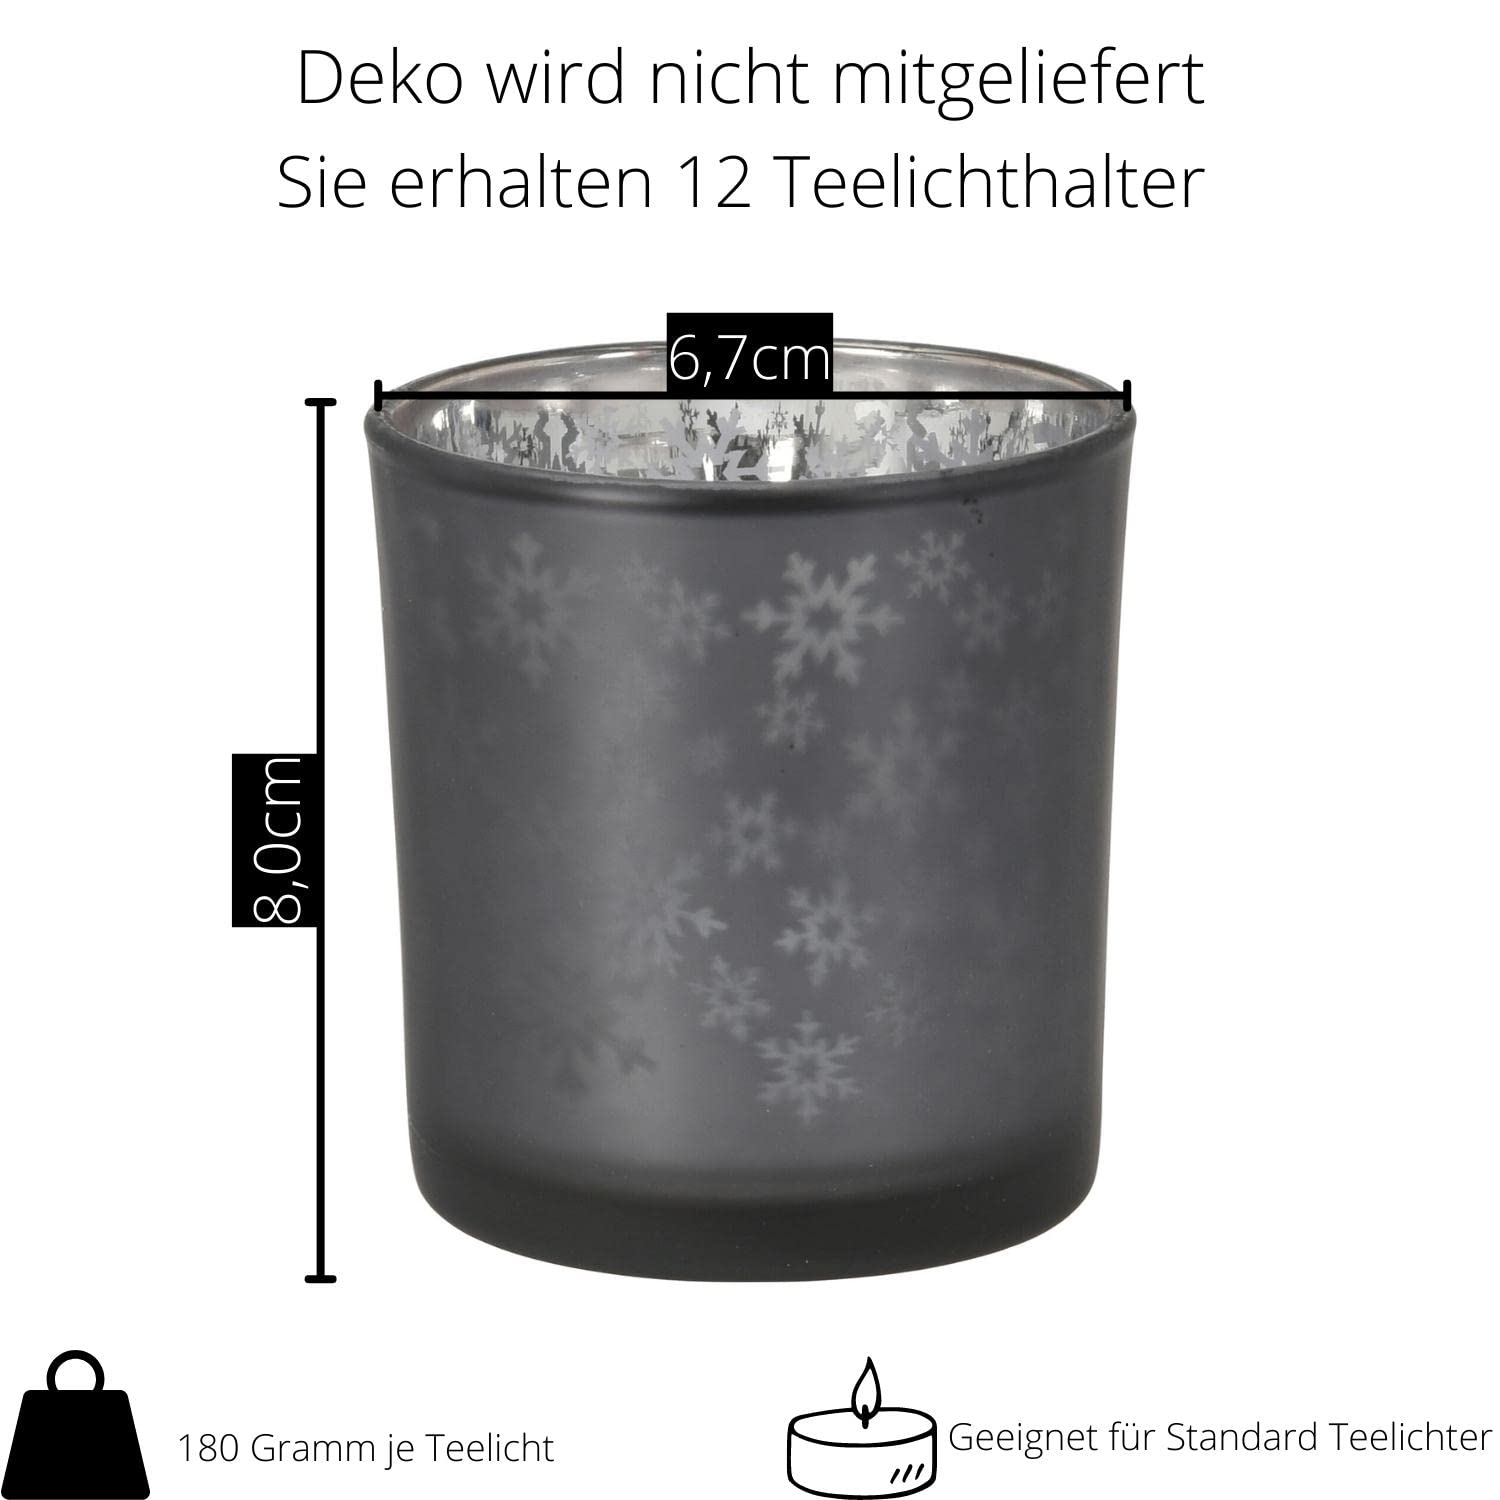 Deko wird nicht mitgeliefert
Sie erhalten 12 Teelichthalter
6,7cm
8,0cm
180 Gramm je Teelicht
Geeignet für Standard Teelichter